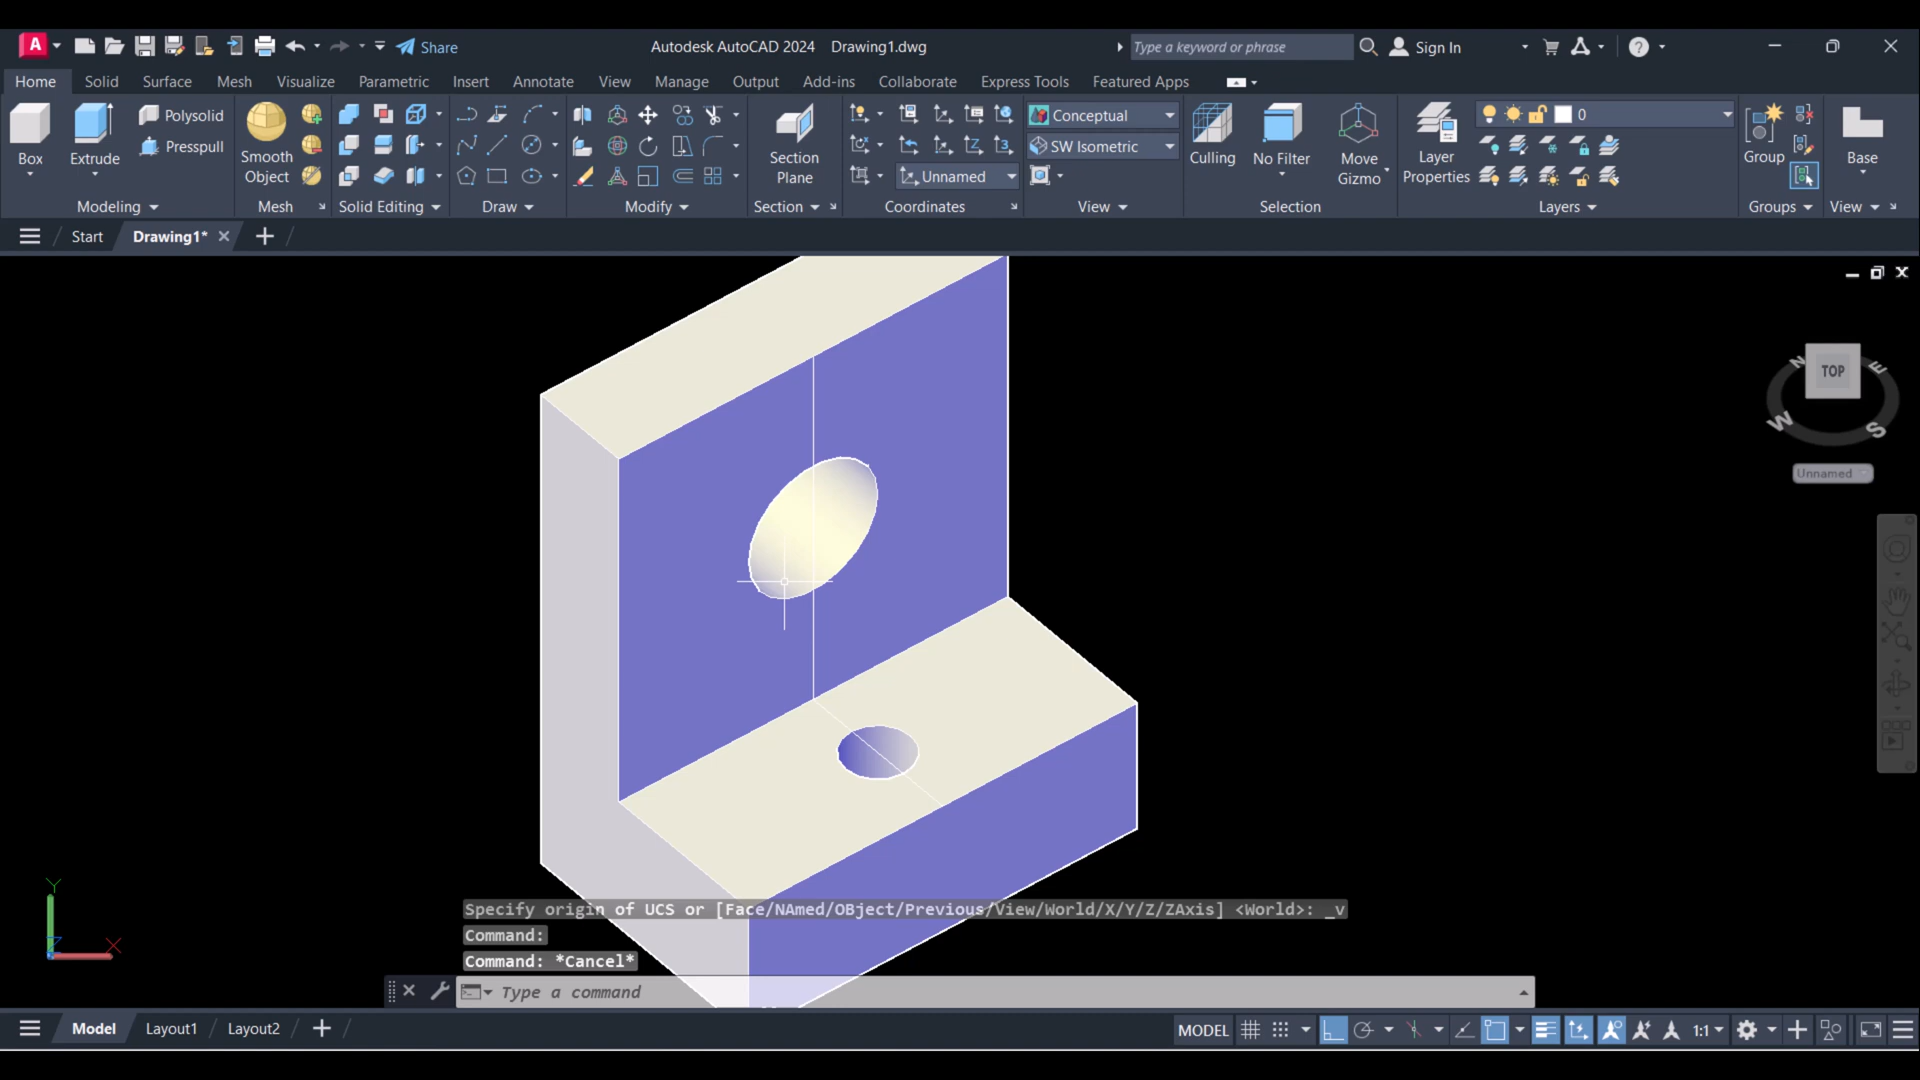 A Share Autodesk AutoCAD 2024 Drawing1.dwg Type a keyword or phrase Sign In ?
Home Solid Surface Mesh Visualize Parametric Insert Annotate View Manage Output Add-ins Collaborate Express Tools Featured Apps
Box
Extrude
Polysolid
Presspull
Modeling
Smooth
Object
Mesh
Solid Editing
Draw
Modify
Section
Plane
Section
Unnamed
Coordinates
Conceptual
SW Isometric
View
Culling
No Filter
Move
Gizmo
Selection
Layer
Properties
0
Layers
Group
Groups
Base
View
Start Drawing1*
N E
TOP
W S
Unnamed
Y
Z X
Specify origin of UCS or [Face/NAmed/OBject/Previous/View/World/X/Y/Z/ZAxis] <World>: _v
Command:
Command: *Cancel*
Type a command
Model Layout1 Layout2 MODEL 1:1